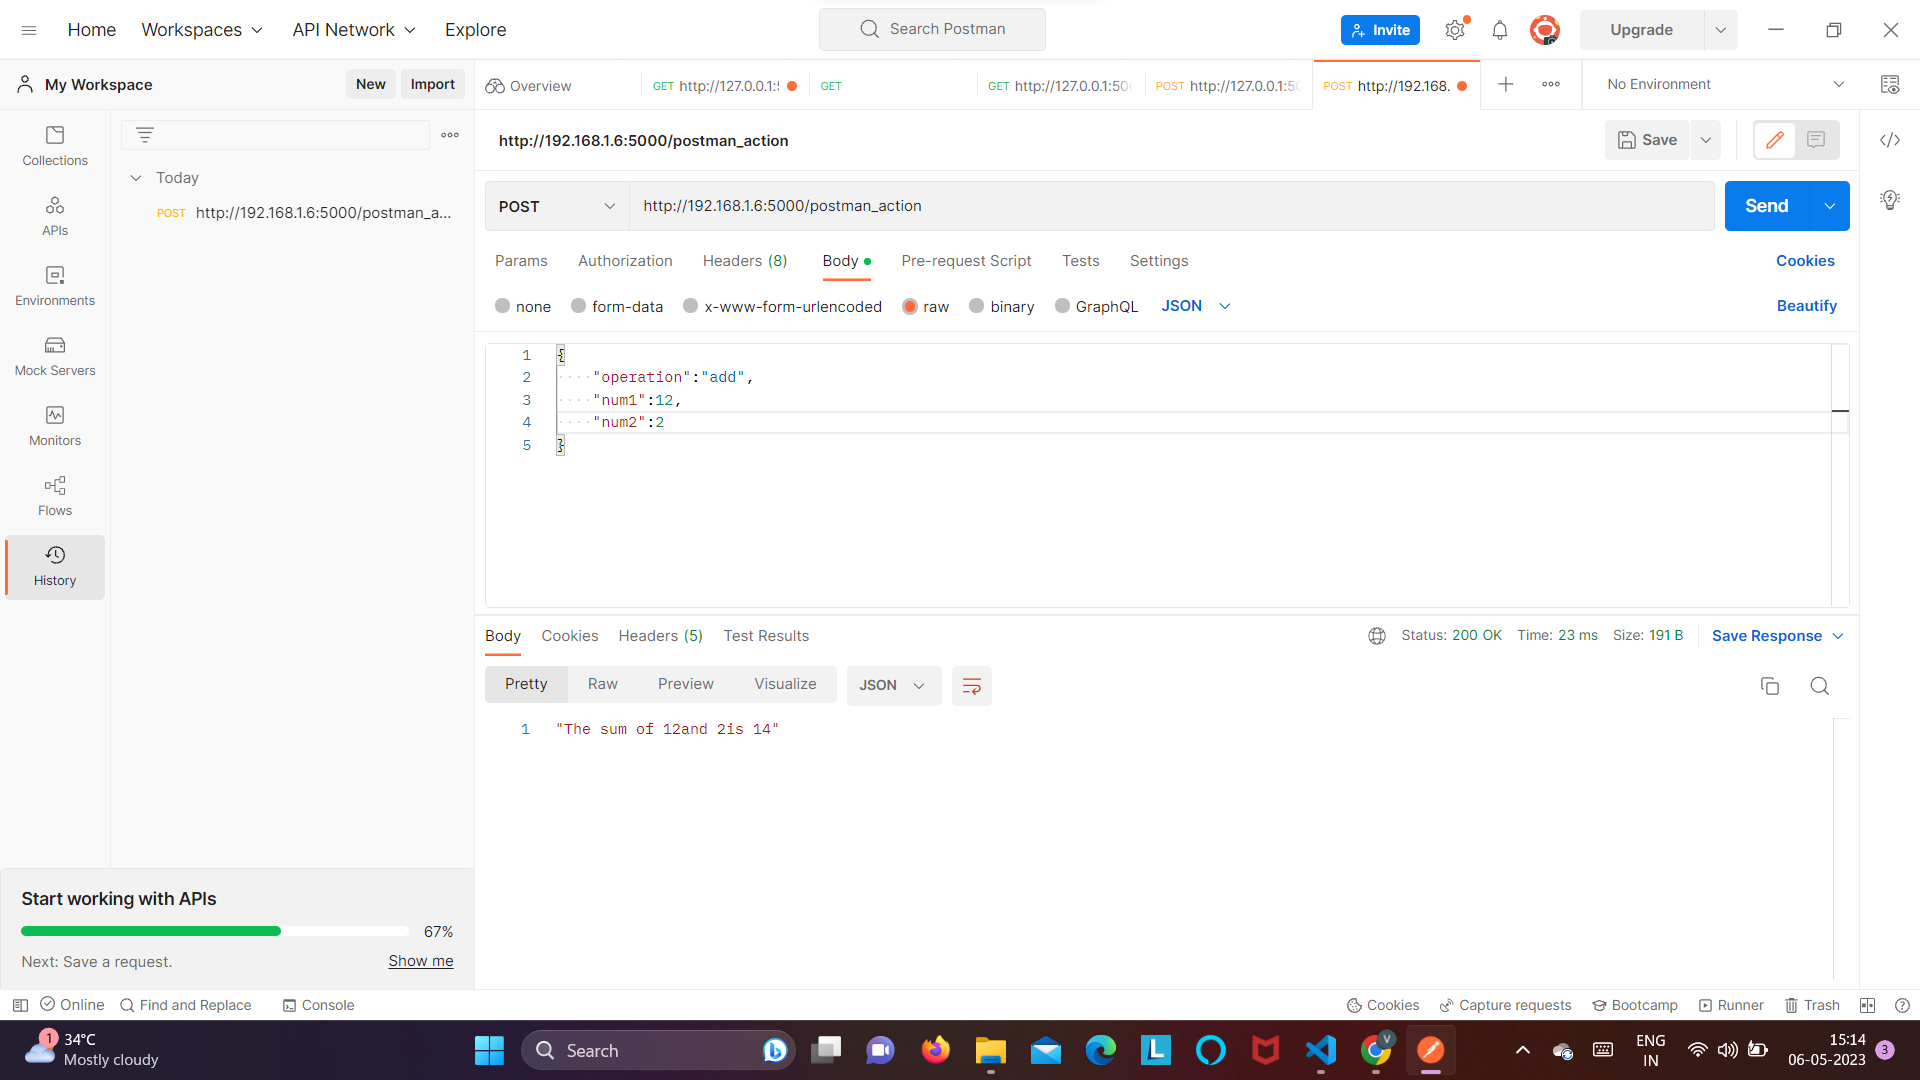 Home Workspaces API Network Explore Search Postman Invite Upgrade
My Workspace New Import Overview GET http://127.0.0.1:5 GET GET http://127.0.0.1:500 POST http://127.0.0.1:50 POST http://192.168. No Environment
Collections
APIs
Environments
Mock Servers
Monitors
Flows
History
Today
POST http://192.168.1.6:5000/postman_a...
http://192.168.1.6:5000/postman_action Save
POST http://192.168.1.6:5000/postman_action Send
Params Authorization Headers (8) Body Pre-request Script Tests Settings Cookies
none form-data x-www-form-urlencoded raw binary GraphQL JSON Beautify
1 {
2 ····"operation":"add",
3 ····"num1":12,
4 ····"num2":2
5 }
Body Cookies Headers (5) Test Results Status: 200 OK Time: 23 ms Size: 191 B Save Response
Pretty Raw Preview Visualize JSON
1 "The sum of 12and 2is 14"
Start working with APIs
67%
Next: Save a request. Show me
Online Find and Replace Console Cookies Capture requests Bootcamp Runner Trash
1 34°C
Mostly cloudy
Search
L
V
ENG
IN
15:14
06-05-2023
3